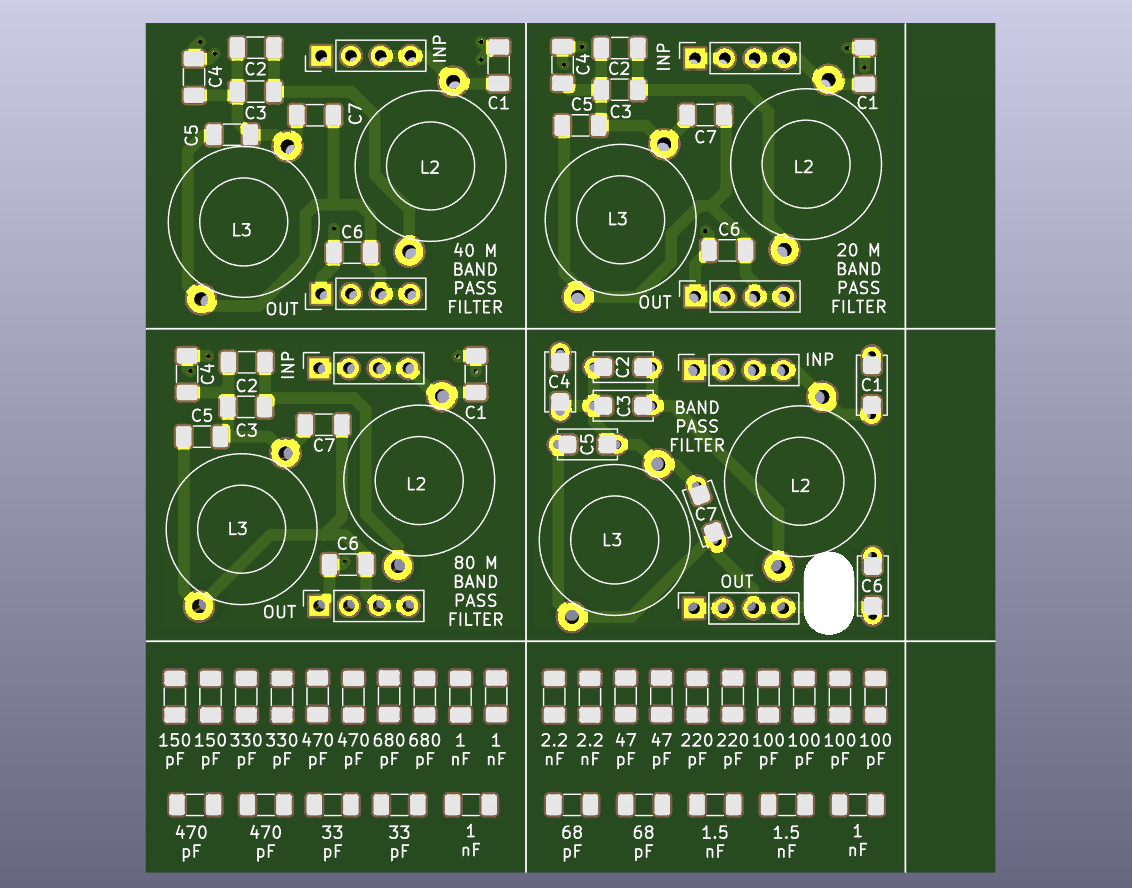 INP
C4
C2
C1
C3
C7
C5
L2
L3
C6
40 M
BAND
PASS
FILTER
OUT
INP
C4
C2
C1
C3
C5
C7
L2
L3
C6
20 M
BAND
PASS
FILTER
OUT
INP
C4
C2
C1
C3
C5
C7
L2
L3
C6
80 M
BAND
PASS
FILTER
OUT
INP
C4
C2
C1
C3
BAND
PASS
FILTER
C5
L2
C7
L3
OUT
C6
150 150 330 330 470 470 680 680 1 1
pF pF pF pF pF pF pF pF nF nF
2.2 2.2 47 47 220 220 100 100 100 100
nF nF pF pF pF pF pF pF pF pF
470 470 33 33 1
pF pF pF pF nF
68 68 1.5 1.5 1
pF pF nF nF nF